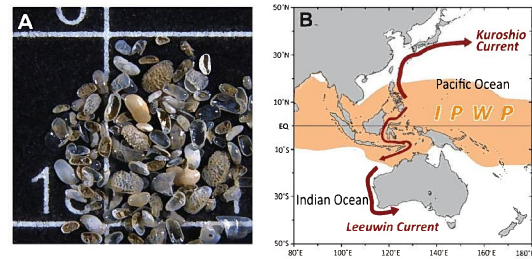 A
0
1
B
50°N
Kuroshio
Current
30°N
Pacific Ocean
10°N
I P W P
EQ
10°S
Indian Ocean
30°S
Leeuwin Current
50°S
80°E 100° 120° 140° 160° 180°